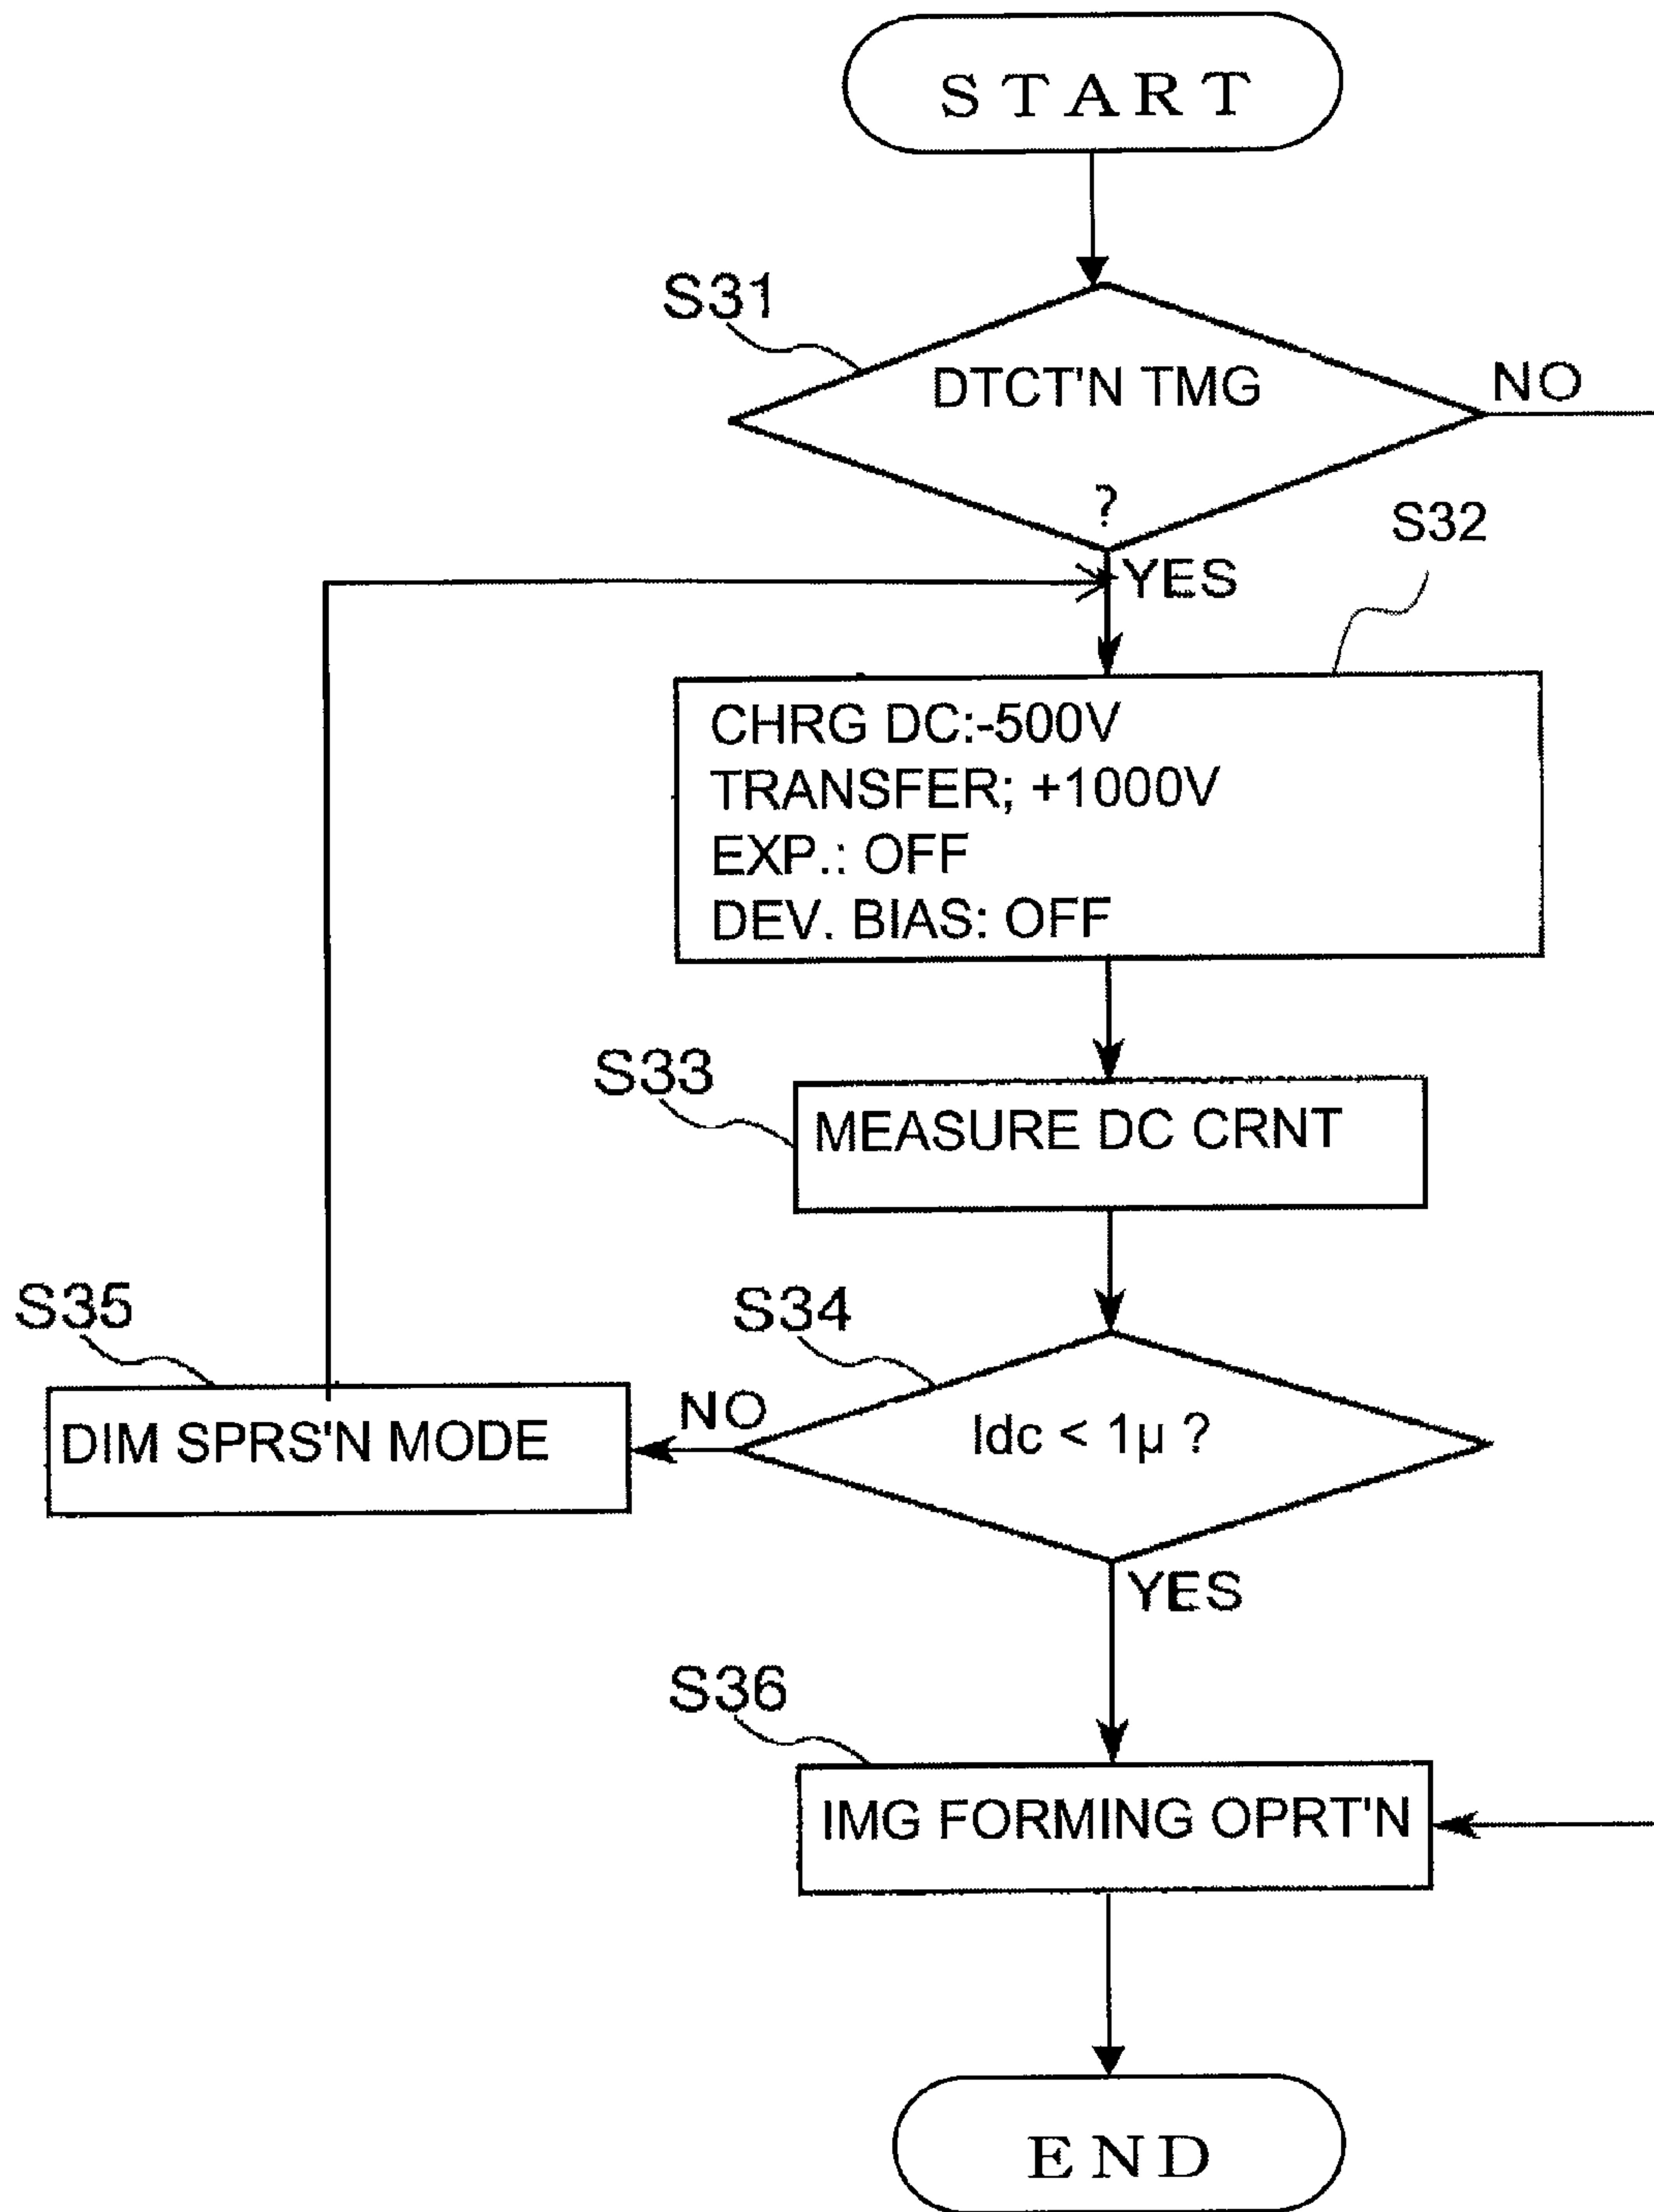 START
S31
DTCT'N TMG
?
NO
YES
S32
CHRG DC:-500V
TRANSFER; +1000V
EXP.: OFF
DEV. BIAS: OFF
S33
MEASURE DC CRNT
S34
Idc < 1µ ?
NO
S35
DIM SPRS'N MODE
YES
S36
IMG FORMING OPRT'N
END